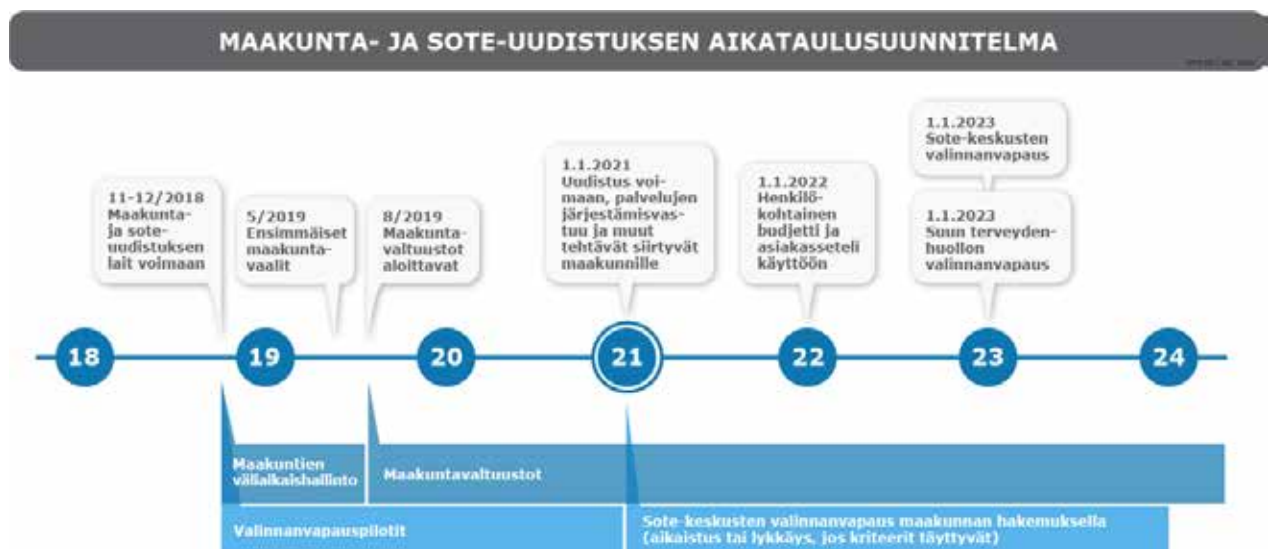 MAAKUNTA- JA SOTE-UUDISTUKSEN AIKATAULUSUUNNITELMA
11-12/2018
Maakunta-
ja sote-
uudistuksen
lait voimaan
5/2019
Ensimmäiset
maakunta-
vaalit
8/2019
Maakunta-
valtuustot
aloittavat
1.1.2021
Uudistus voi-
maan, palvelujen
järjestämisvas-
tuu ja muut
tehtävät siirtyvät
maakunnille
1.1.2022
Henkilö-
kohtainen
budjetti ja
asiakasseteli
käyttöön
1.1.2023
Sote-keskusten
valinnanvapaus
1.1.2023
Suun terveyden-
huollon
valinnanvapaus
18
19
20
21
22
23
24
Maakuntien
väliaikaishallinto
Maakuntavaltuustot
Valinnanvapauspilotit
Sote-keskusten valinnanvapaus maakunnan hakemuksella
(aikaistus tai lykkäys, jos kriteerit täyttyvät)